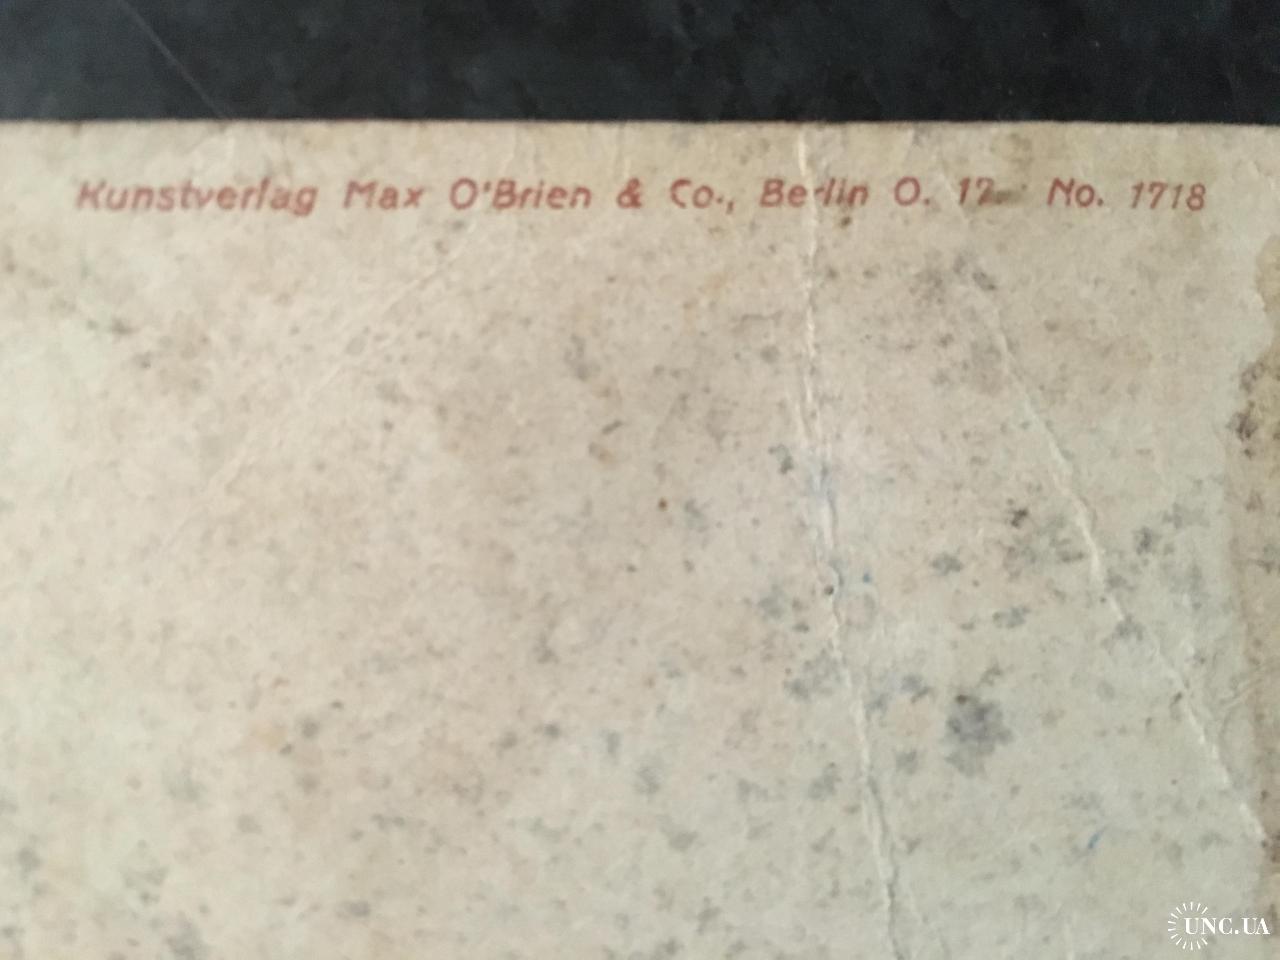 Kunstverlag Max O'Brien & Co., Berlin O. 17. No. 1718
UNC.UA